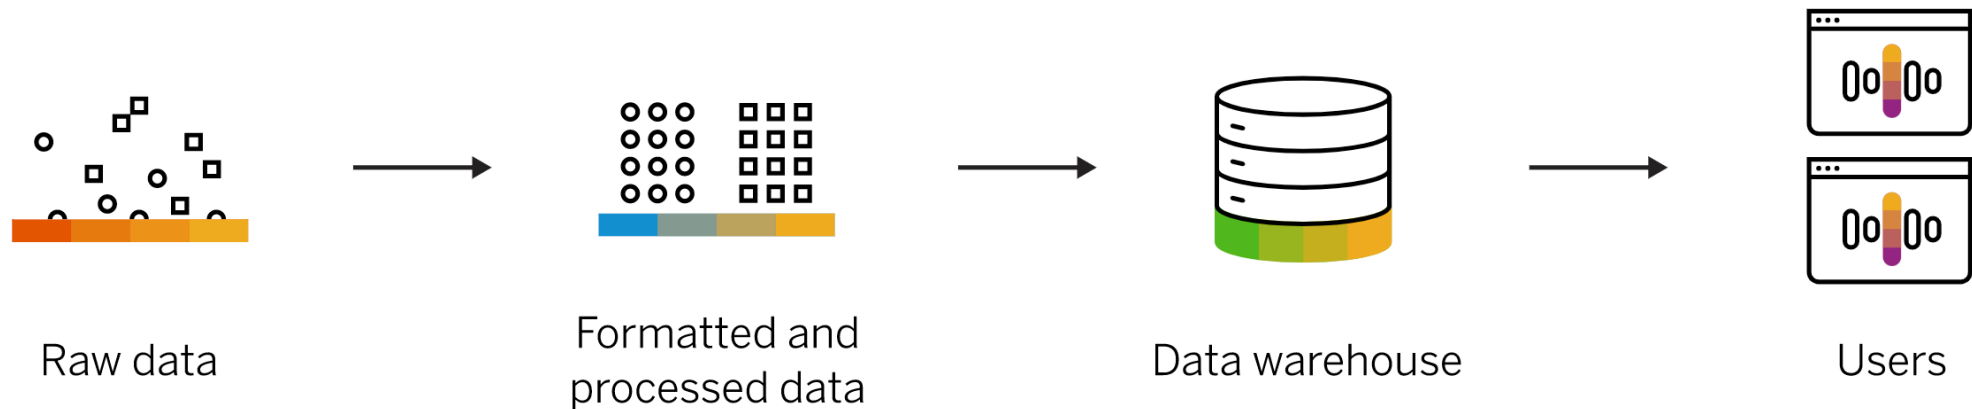 Raw data
Formatted and
processed data
Data warehouse
Users